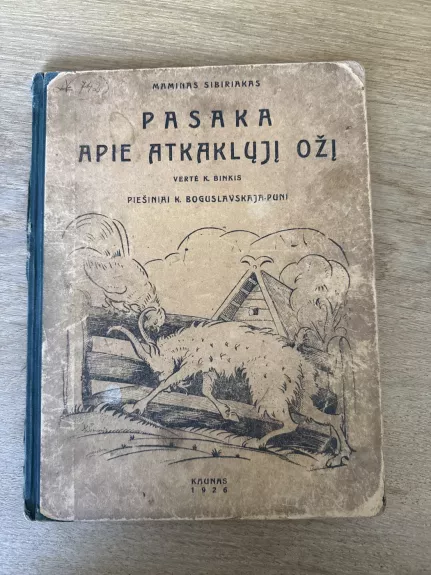 MAMINAS SIBIRIAKAS
PASAKA
APIE ATKAKLŲJĮ OŽĮ
VERTĖ K. BINKIS
PIEŠINIAI K. BOGUSLAVSKAJA-PUNI
KAUNAS
1926